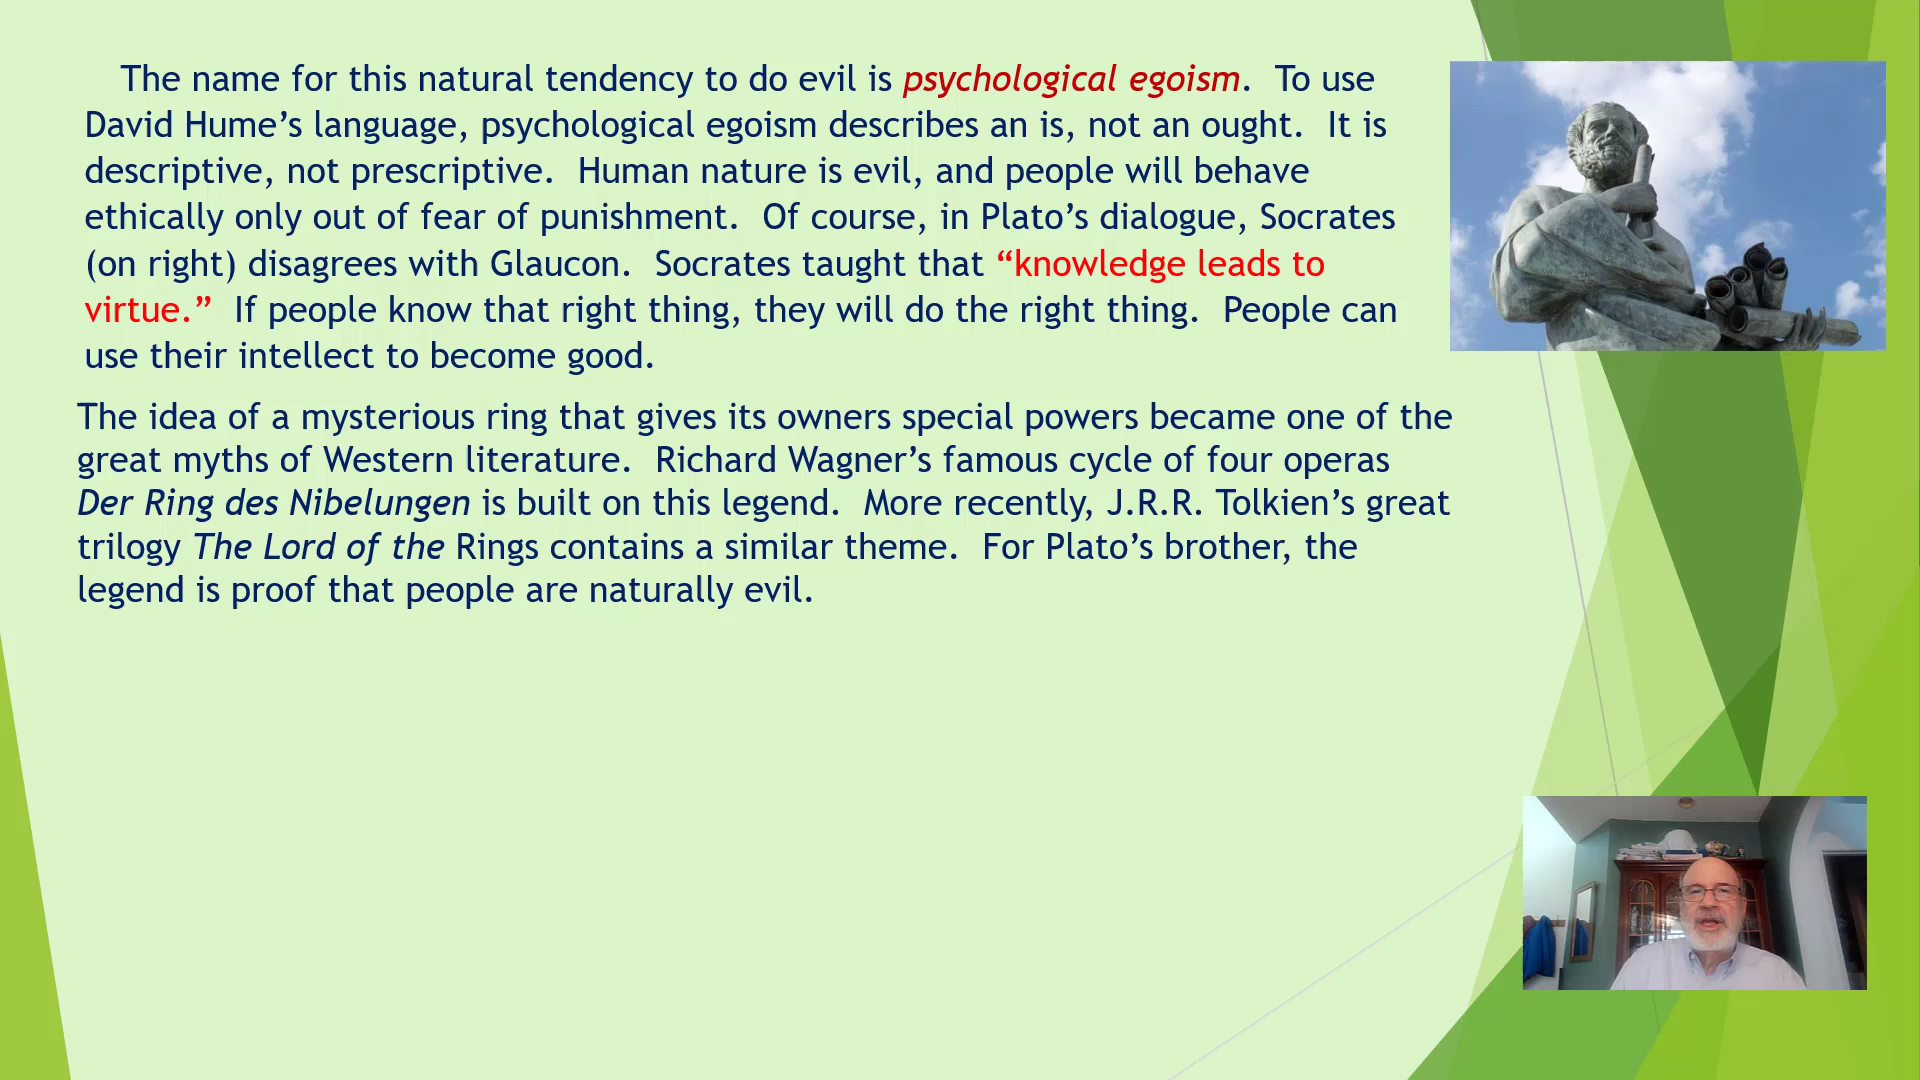 The name for this natural tendency to do evil is psychological egoism.  To use
David Hume’s language, psychological egoism describes an is, not an ought.  It is
descriptive, not prescriptive.  Human nature is evil, and people will behave
ethically only out of fear of punishment.  Of course, in Plato’s dialogue, Socrates
(on right) disagrees with Glaucon.  Socrates taught that “knowledge leads to
virtue.”  If people know that right thing, they will do the right thing.  People can
use their intellect to become good.
The idea of a mysterious ring that gives its owners special powers became one of the
great myths of Western literature.  Richard Wagner’s famous cycle of four operas
Der Ring des Nibelungen is built on this legend.  More recently, J.R.R. Tolkien’s great
trilogy The Lord of the Rings contains a similar theme.  For Plato’s brother, the
legend is proof that people are naturally evil.